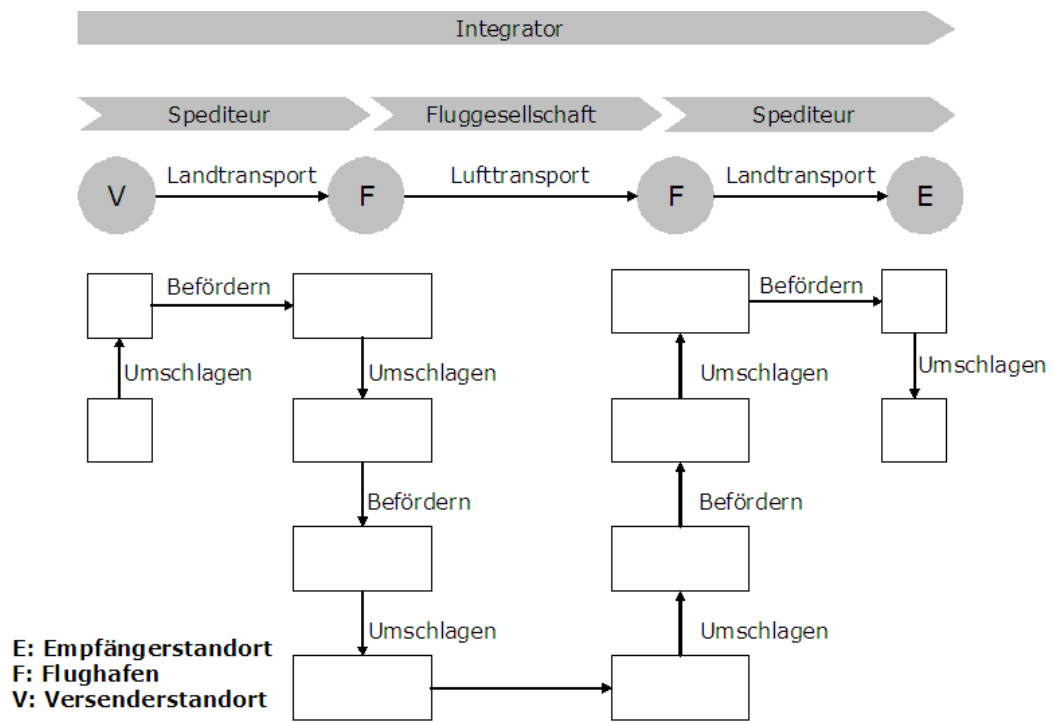 Integrator
Spediteur Fluggesellschaft Spediteur
Landtransport Lufttransport Landtransport
V F F E
Befördern Befördern
Umschlagen Umschlagen Umschlagen Umschlagen
Befördern Befördern
Umschlagen Umschlagen
E: Empfängerstandort
F: Flughafen
V: Versenderstandort